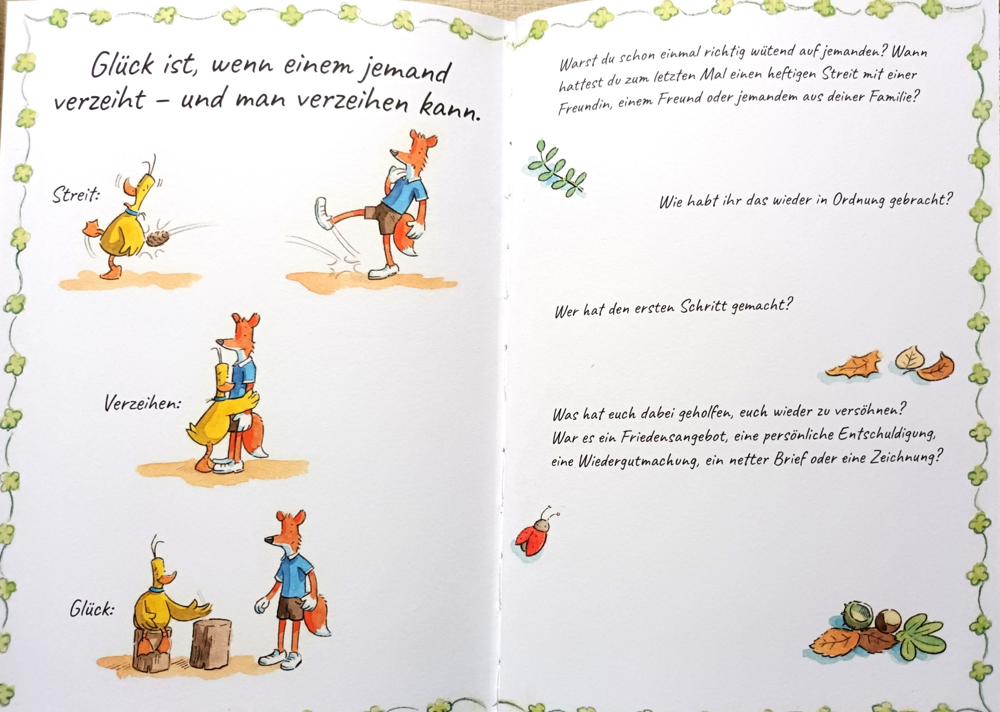 Glück ist, wenn einem jemand
verzeiht – und man verzeihen kann.
Streit:
Verzeihen:
Glück:
Warst du schon einmal richtig wütend auf jemanden? Wann
hattest du zum letzten Mal einen heftigen Streit mit einer
Freundin, einem Freund oder jemandem aus deiner Familie?
Wie habt ihr das wieder in Ordnung gebracht?
Wer hat den ersten Schritt gemacht?
Was hat euch dabei geholfen, euch wieder zu versöhnen?
War es ein Friedensangebot, eine persönliche Entschuldigung,
eine Wiedergutmachung, ein netter Brief oder eine Zeichnung?